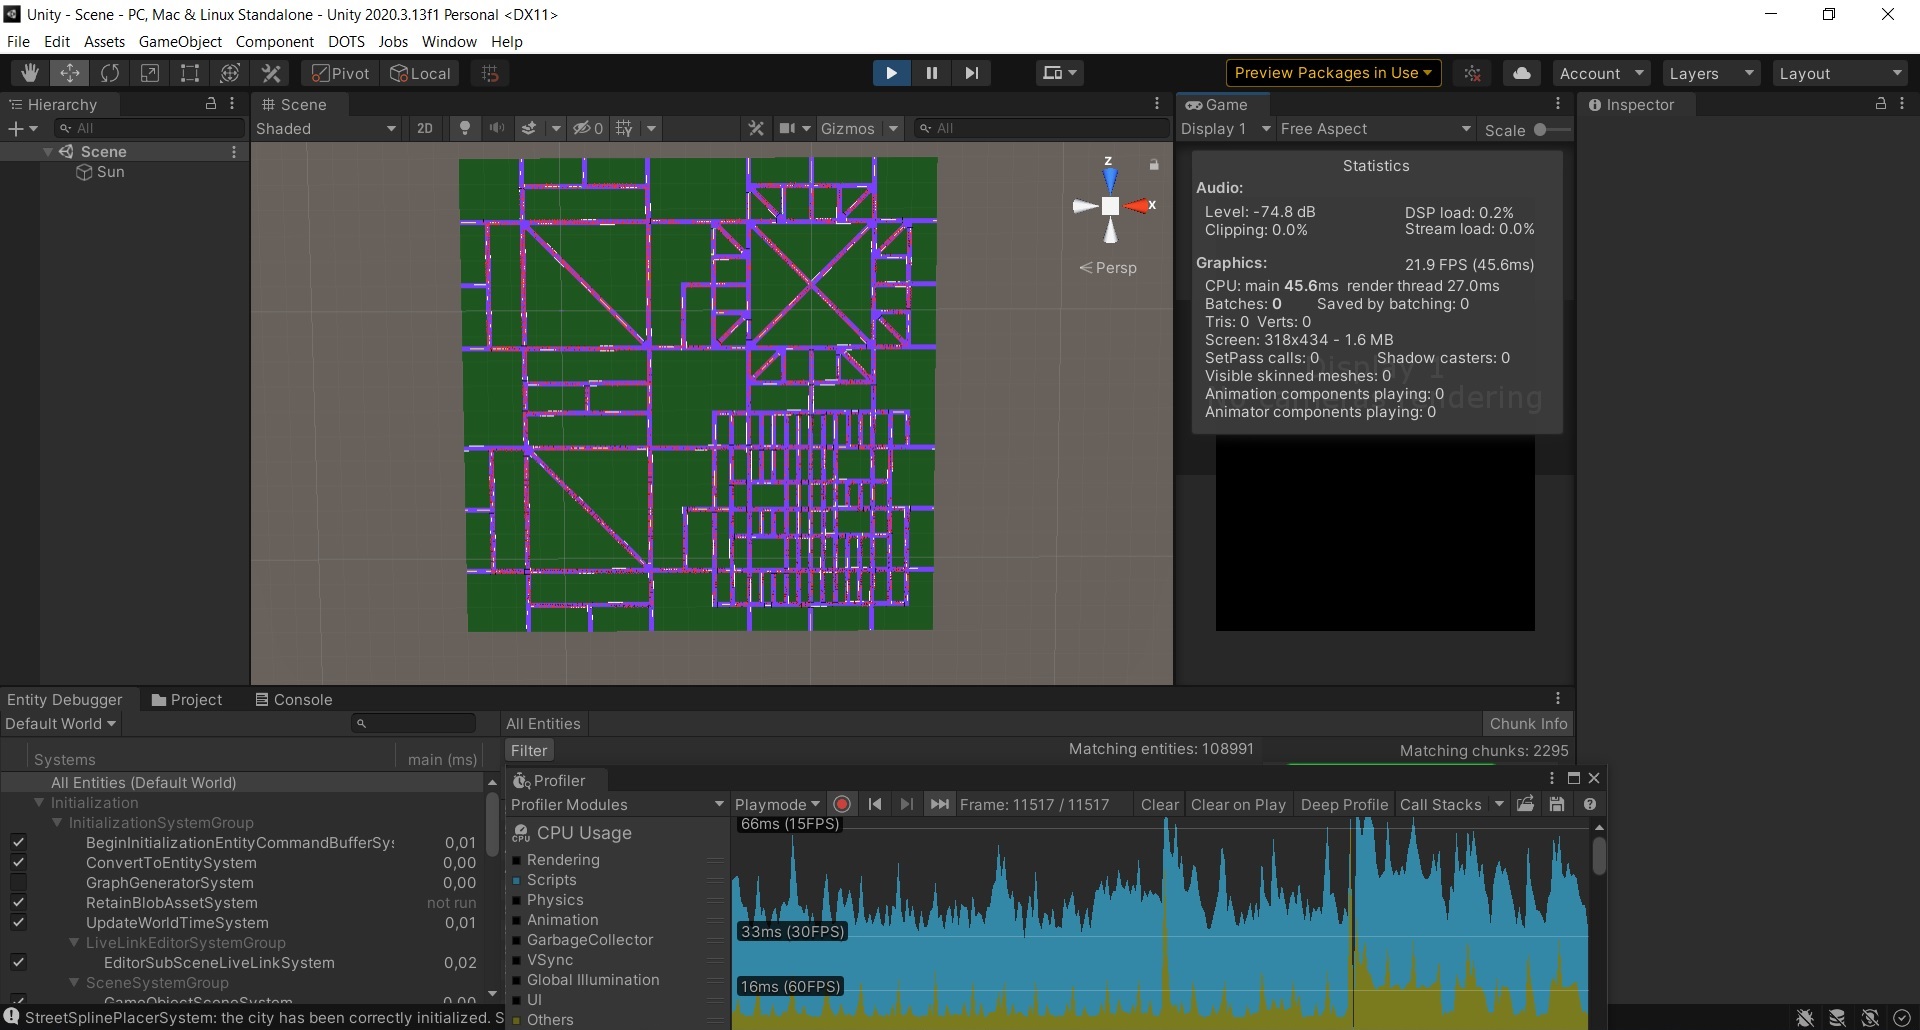 Unity - Scene - PC, Mac & Linux Standalone - Unity 2020.3.13f1 Personal <DX11>
File Edit Assets GameObject Component DOTS Jobs Window Help
Pivot Local Preview Packages in Use Account Layers Layout
Hierarchy
All
Scene
Sun
Scene
Shaded 2D 0 Gizmos All
z
x
Persp
Game
Display 1 Free Aspect Scale
Statistics
Audio:
Level: -74.8 dB DSP load: 0.2%
Clipping: 0.0% Stream load: 0.0%
Graphics: 21.9 FPS (45.6ms)
CPU: main 45.6ms render thread 27.0ms
Batches: 0 Saved by batching: 0
Tris: 0 Verts: 0
Screen: 318x434 - 1.6 MB
SetPass calls: 0 Shadow casters: 0
Visible skinned meshes: 0
Animation components playing: 0
Animator components playing: 0
Inspector
Entity Debugger Project Console
Default World All Entities Chunk Info
Filter Matching entities: 108991 Matching chunks: 2295
Systems main (ms)
All Entities (Default World)
Initialization
InitializationSystemGroup
BeginInitializationEntityCommandBufferSy 0,01
ConvertToEntitySystem 0,00
GraphGeneratorSystem 0,00
RetainBlobAssetSystem not run
UpdateWorldTimeSystem 0,01
LiveLinkEditorSystemGroup
EditorSubSceneLiveLinkSystem 0,02
SceneSystemGroup
GameObjectSceneSystem 0,00
StreetSplinePlacerSystem: the city has been correctly initialized. S
Profiler
Profiler Modules Playmode Frame: 11517 / 11517 Clear Clear on Play Deep Profile Call Stacks
CPU Usage
Rendering
Scripts
Physics
Animation
GarbageCollector
VSync
Global Illumination
UI
Others
66ms (15FPS)
33ms (30FPS)
16ms (60FPS)